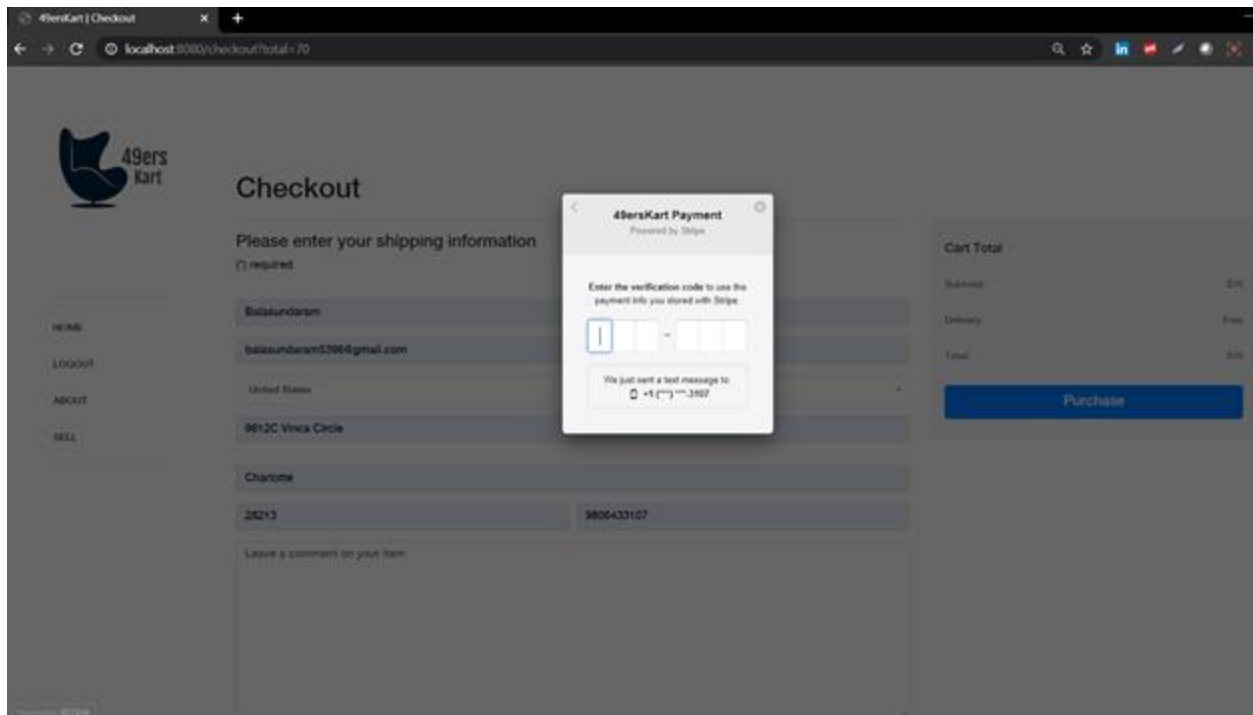 49ersKart | Checkout
localhost:8080/checkout?total=70
49ers
Kart
HOME
LOGOUT
ABOUT
SELL
Checkout
Please enter your shipping information
(*) required
Balasundaram
United States
9612C Vinca Circle
Charlotte
28213
9806433107
Leave a comment on your item
49ersKart Payment
Powered by Stripe
Enter the verification code to use the
payment info you stored with Stripe.
-
We just sent a text message to
+1 (***) ***-3107
Cart Total
Subtotal
Delivery Free
Total
Purchase